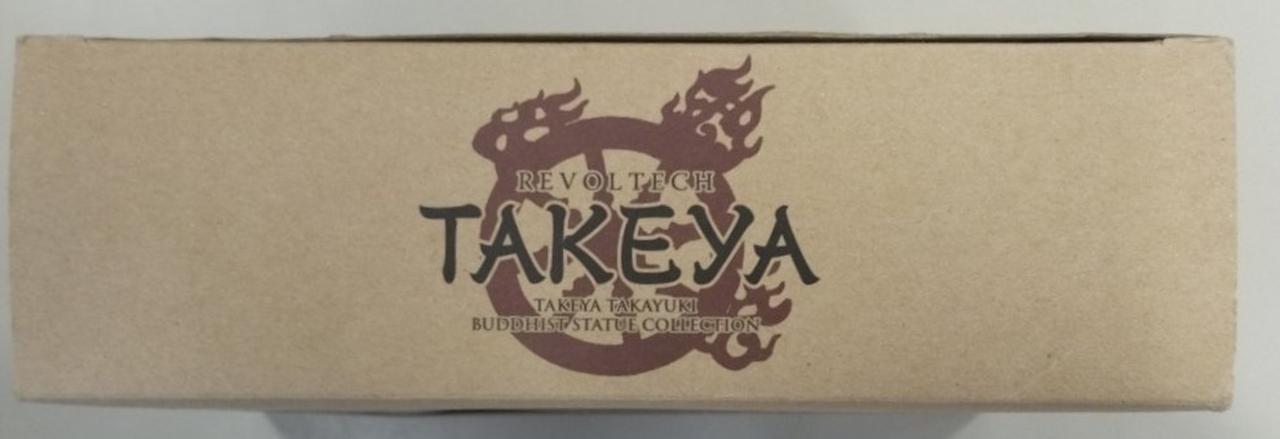 REVOLTECH
TAKEYA
TAKEYA TAKAYUKI
BUDDHIST STATUE COLLECTION